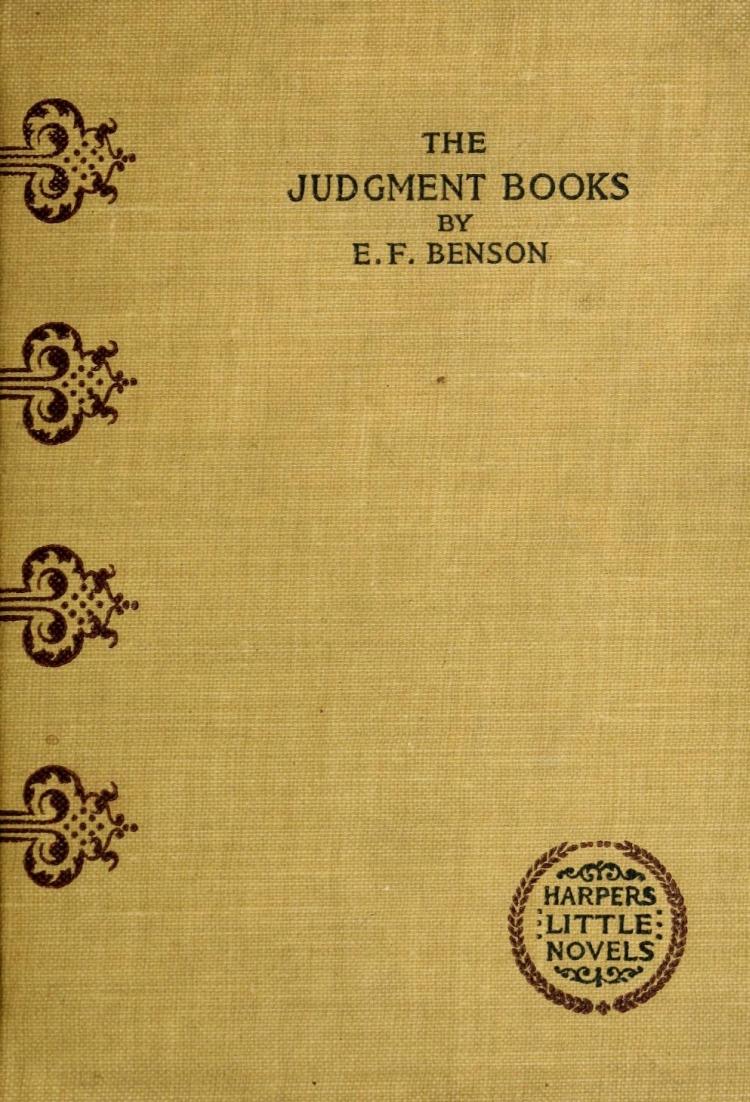 THE
JUDGMENT BOOKS
BY
E. F. BENSON
HARPERS
LITTLE
NOVELS